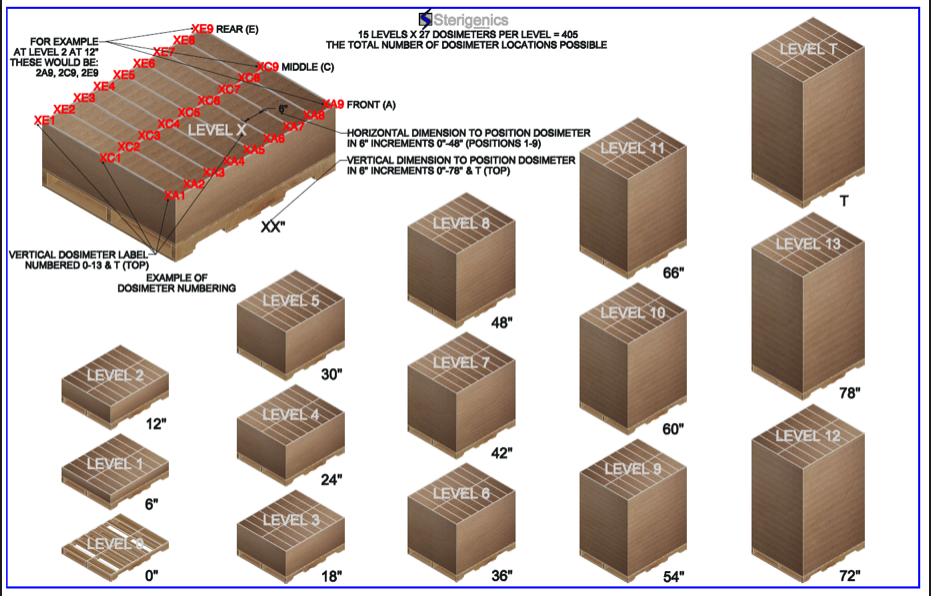 Sterigenics
15 LEVELS X 27 DOSIMETERS PER LEVEL = 405
THE TOTAL NUMBER OF DOSIMETER LOCATIONS POSSIBLE
XE9 REAR (E)
XE8
XE7
XE6
XE5
XE4
XE3
XE2
XE1
FOR EXAMPLE
AT LEVEL 2 AT 12"
THESE WOULD BE:
2A9, 2C9, 2E9
XC9 MIDDLE (C)
XC8
XC7
XC6
XC5
XC4
XC3
XC2
XC1
XA9 FRONT (A)
XA8
XA7
XA6
XA5
XA4
XA3
XA2
XA1
6"
LEVEL X
HORIZONTAL DIMENSION TO POSITION DOSIMETER
IN 6" INCREMENTS 0"-48" (POSITIONS 1-9)
VERTICAL DIMENSION TO POSITION DOSIMETER
IN 6" INCREMENTS 0"-78" & T (TOP)
XX"
VERTICAL DOSIMETER LABEL
NUMBERED 0-13 & T (TOP)
EXAMPLE OF
DOSIMETER NUMBERING
LEVEL 2
12"
LEVEL 1
6"
LEVEL 0
0"
LEVEL 5
30"
LEVEL 4
24"
LEVEL 3
18"
LEVEL 8
48"
LEVEL 7
42"
LEVEL 6
36"
LEVEL 11
66"
LEVEL 10
60"
LEVEL 9
54"
LEVEL T
T
LEVEL 13
78"
LEVEL 12
72"